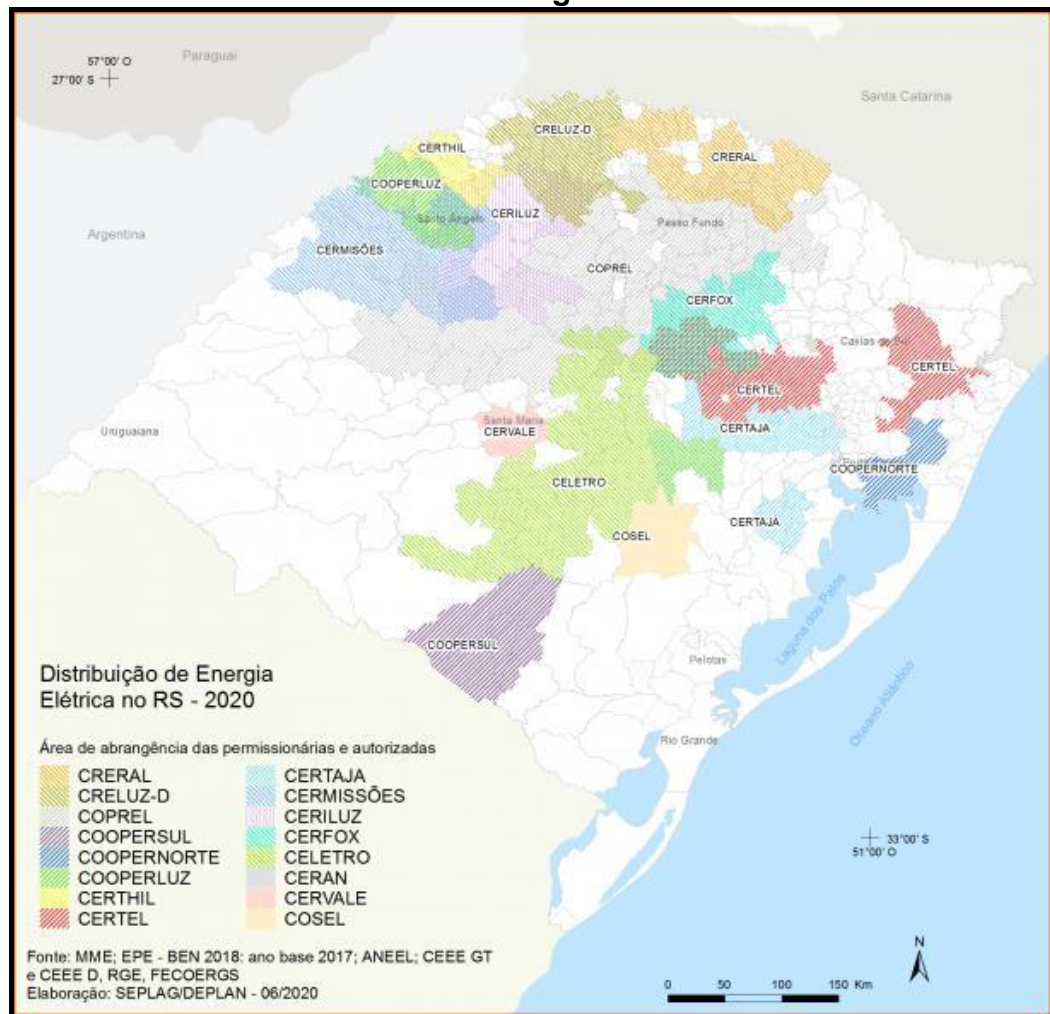 57°00' O
27°00' S
Paraguai
Santa Catarina
CRELUZ-D
CERTHIL
CRERAL
COOPERLUZ
Santo Angelo
CERILUZ
Passo Fundo
Argentina
CERMISÕES
COPREL
CERFOX
Caxias do Sul
CERTEL
CERTEL
Santa Maria
CERVALE
CERTAJA
Uruguaiana
COOPERNORTE
CELETRO
COSEL
CERTAJA
COOPERSUL
Laguna dos Patos
Pelotas
Oceano Atlântico
Rio Grande
33°00' S
51°00' O
Distribuição de Energia
Elétrica no RS - 2020
Área de abrangência das permissionárias e autorizadas
CRERAL
CRELUZ-D
COPREL
COOPERSUL
COOPERNORTE
COOPERLUZ
CERTHIL
CERTEL
CERTAJA
CERMISSÕES
CERILUZ
CERFOX
CELETRO
CERAN
CERVALE
COSEL
Fonte: MME; EPE - BEN 2018: ano base 2017; ANEEL; CEEE GT
e CEEE D, RGE, FECOERGS
Elaboração: SEPLAG/DEPLAN - 06/2020
N
0 50 100 150 Km